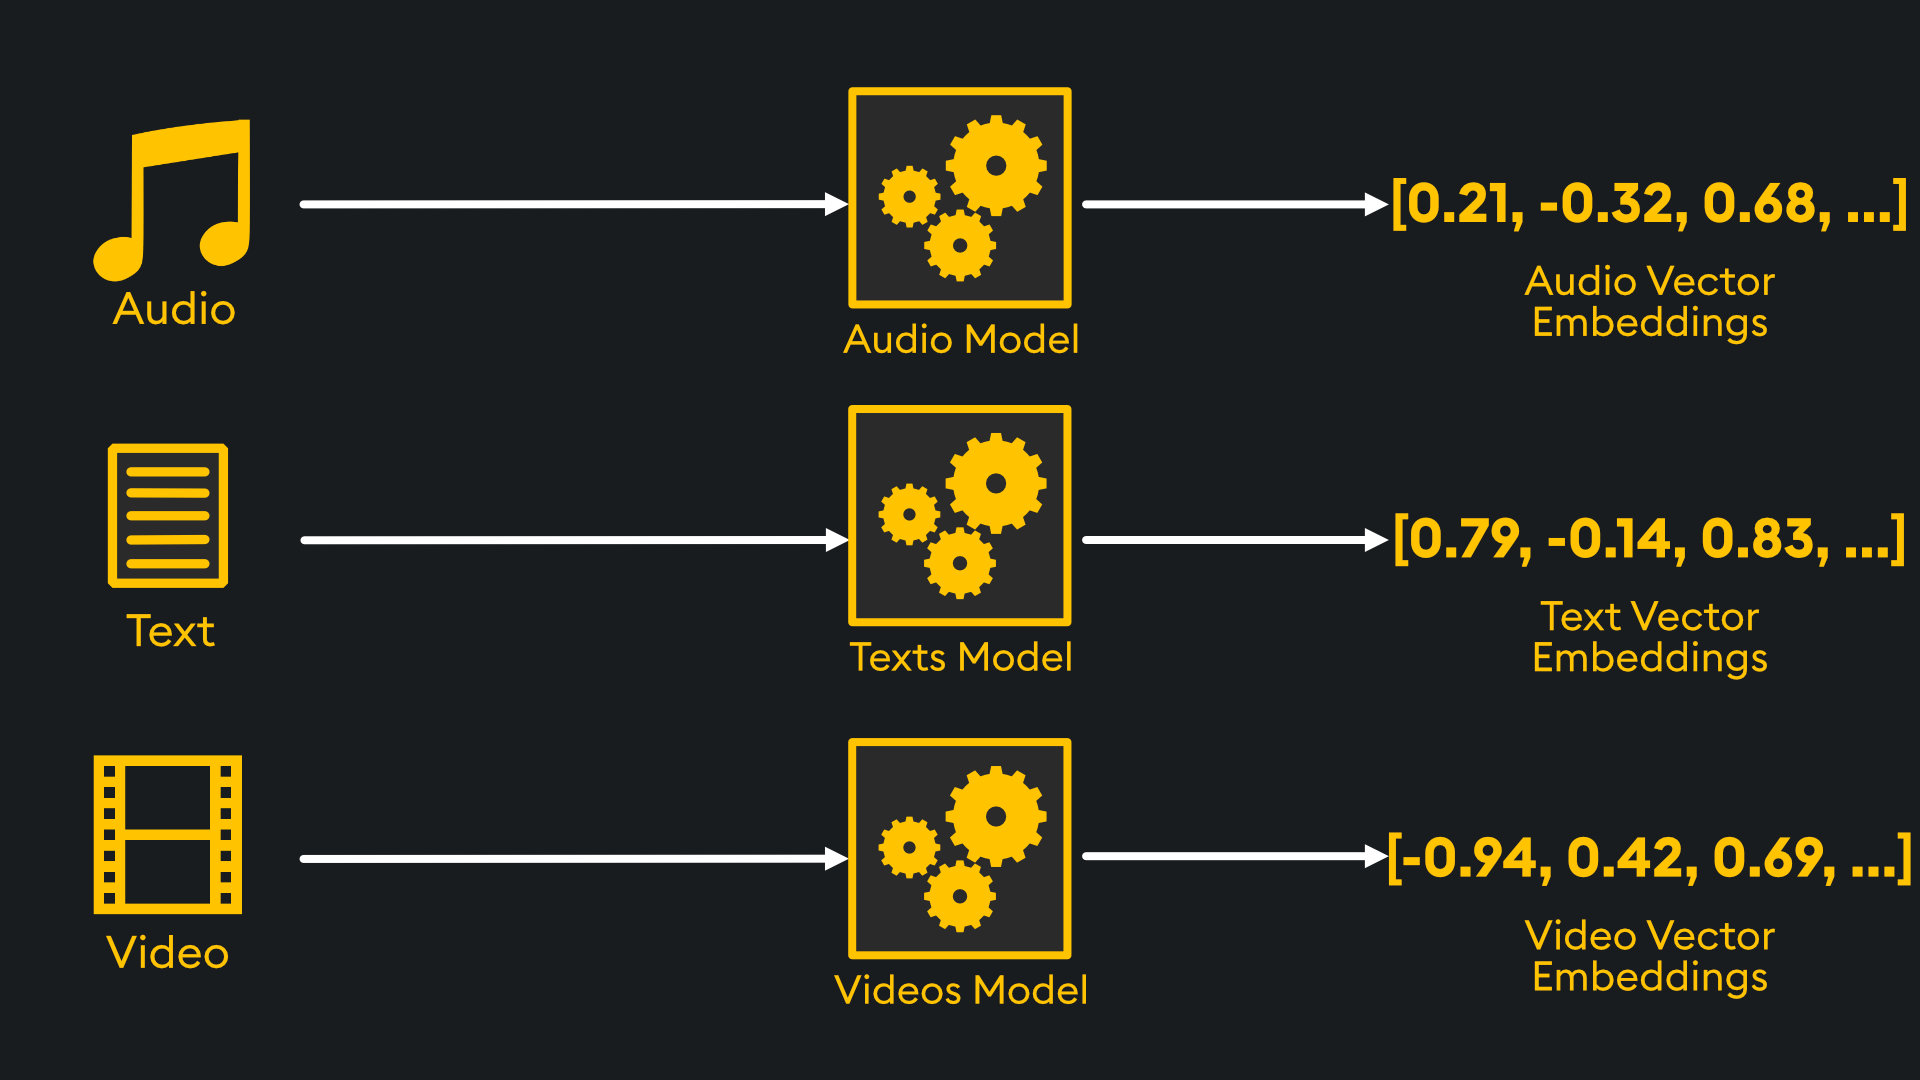 Audio
Audio Model
[0.21, -0.32, 0.68, ...]
Audio Vector
Embeddings
Text
Texts Model
[0.79, -0.14, 0.83, ...]
Text Vector
Embeddings
Video
Videos Model
[-0.94, 0.42, 0.69, ...]
Video Vector
Embeddings